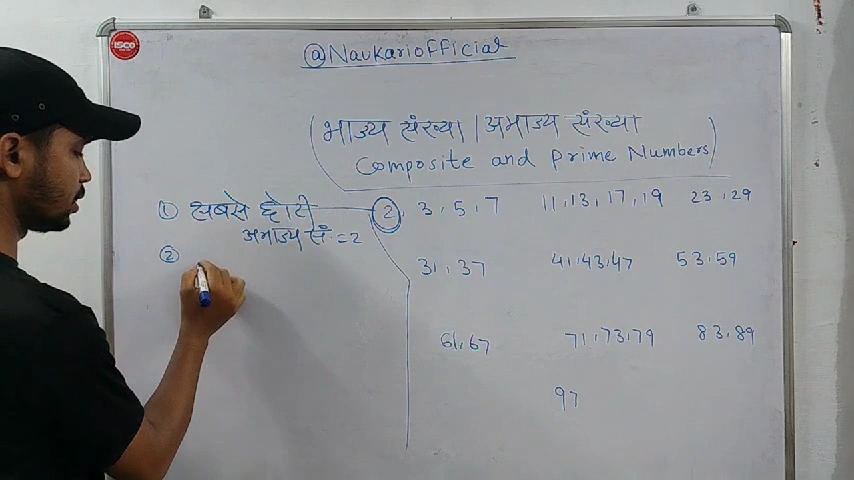 ISCO
@Naukariofficial
(भाज्य संख्या | अभाज्य संख्या
Composite and Prime Numbers)
① सबसे छोटी
अभाज्य सं. = 2
②
2, 3, 5, 7 11, 13, 17, 19 23, 29
31, 37 41, 43, 47 53, 59
61, 67 71, 73, 79 83, 89
97